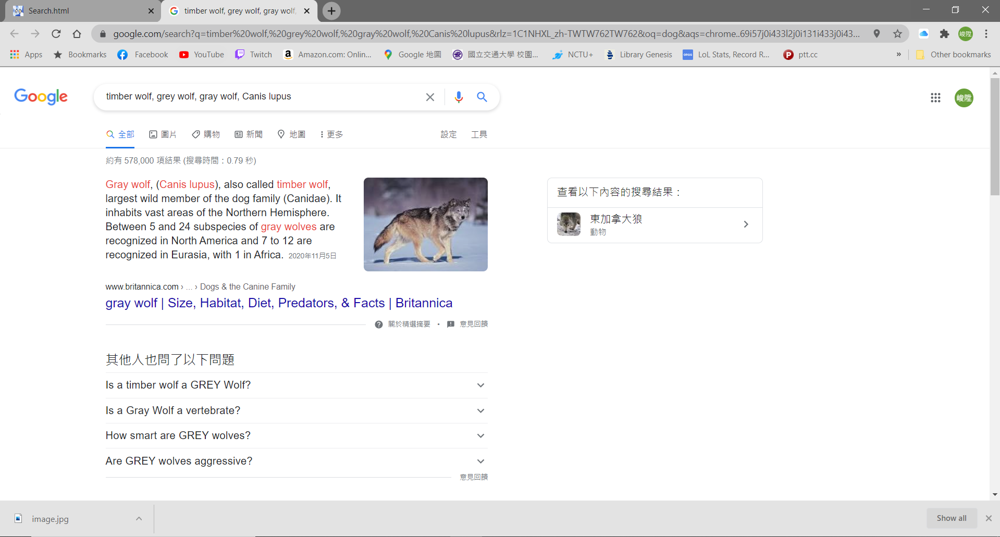 Search.html
timber wolf, grey wolf, gray wolf,
google.com/search?q=timber%20wolf,%20grey%20wolf,%20gray%20wolf,%20Canis%20lupus&rlz=1C1NHXL_zh-TWTW762TW762&oq=dog&aqs=chrome..69i57j0i433l2j0i131i433j0i43...
峻陞
Apps
Bookmarks
Facebook
YouTube
Twitch
Amazon.com: Onlin...
Google 地圖
國立交通大學 校園...
NCTU+
Library Genesis
OPGG
LoL Stats, Record R...
ptt.cc
»
Other bookmarks
Google
timber wolf, grey wolf, gray wolf, Canis lupus
峻陞
全部
圖片
購物
新聞
地圖
更多
設定
工具
約有 578,000 項結果 (搜尋時間：0.79 秒)
Gray wolf, (Canis lupus), also called timber wolf,
largest wild member of the dog family (Canidae). It
inhabits vast areas of the Northern Hemisphere.
Between 5 and 24 subspecies of gray wolves are
recognized in North America and 7 to 12 are
recognized in Eurasia, with 1 in Africa. 2020年11月5日
查看以下內容的搜尋結果：
東加拿大狼
動物
www.britannica.com › ... › Dogs & the Canine Family
gray wolf | Size, Habitat, Diet, Predators, & Facts | Britannica
關於精選摘要 • 意見回饋
其他人也問了以下問題
Is a timber wolf a GREY Wolf?
Is a Gray Wolf a vertebrate?
How smart are GREY wolves?
Are GREY wolves aggressive?
意見回饋
image.jpg
Show all